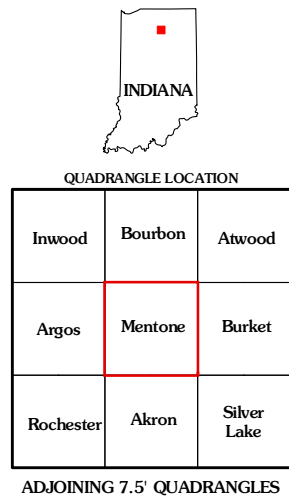 INDIANA
QUADRANGLE LOCATION
Inwood Bourbon Atwood
Argos Mentone Burket
Rochester Akron Silver
Lake
ADJOINING 7.5' QUADRANGLES